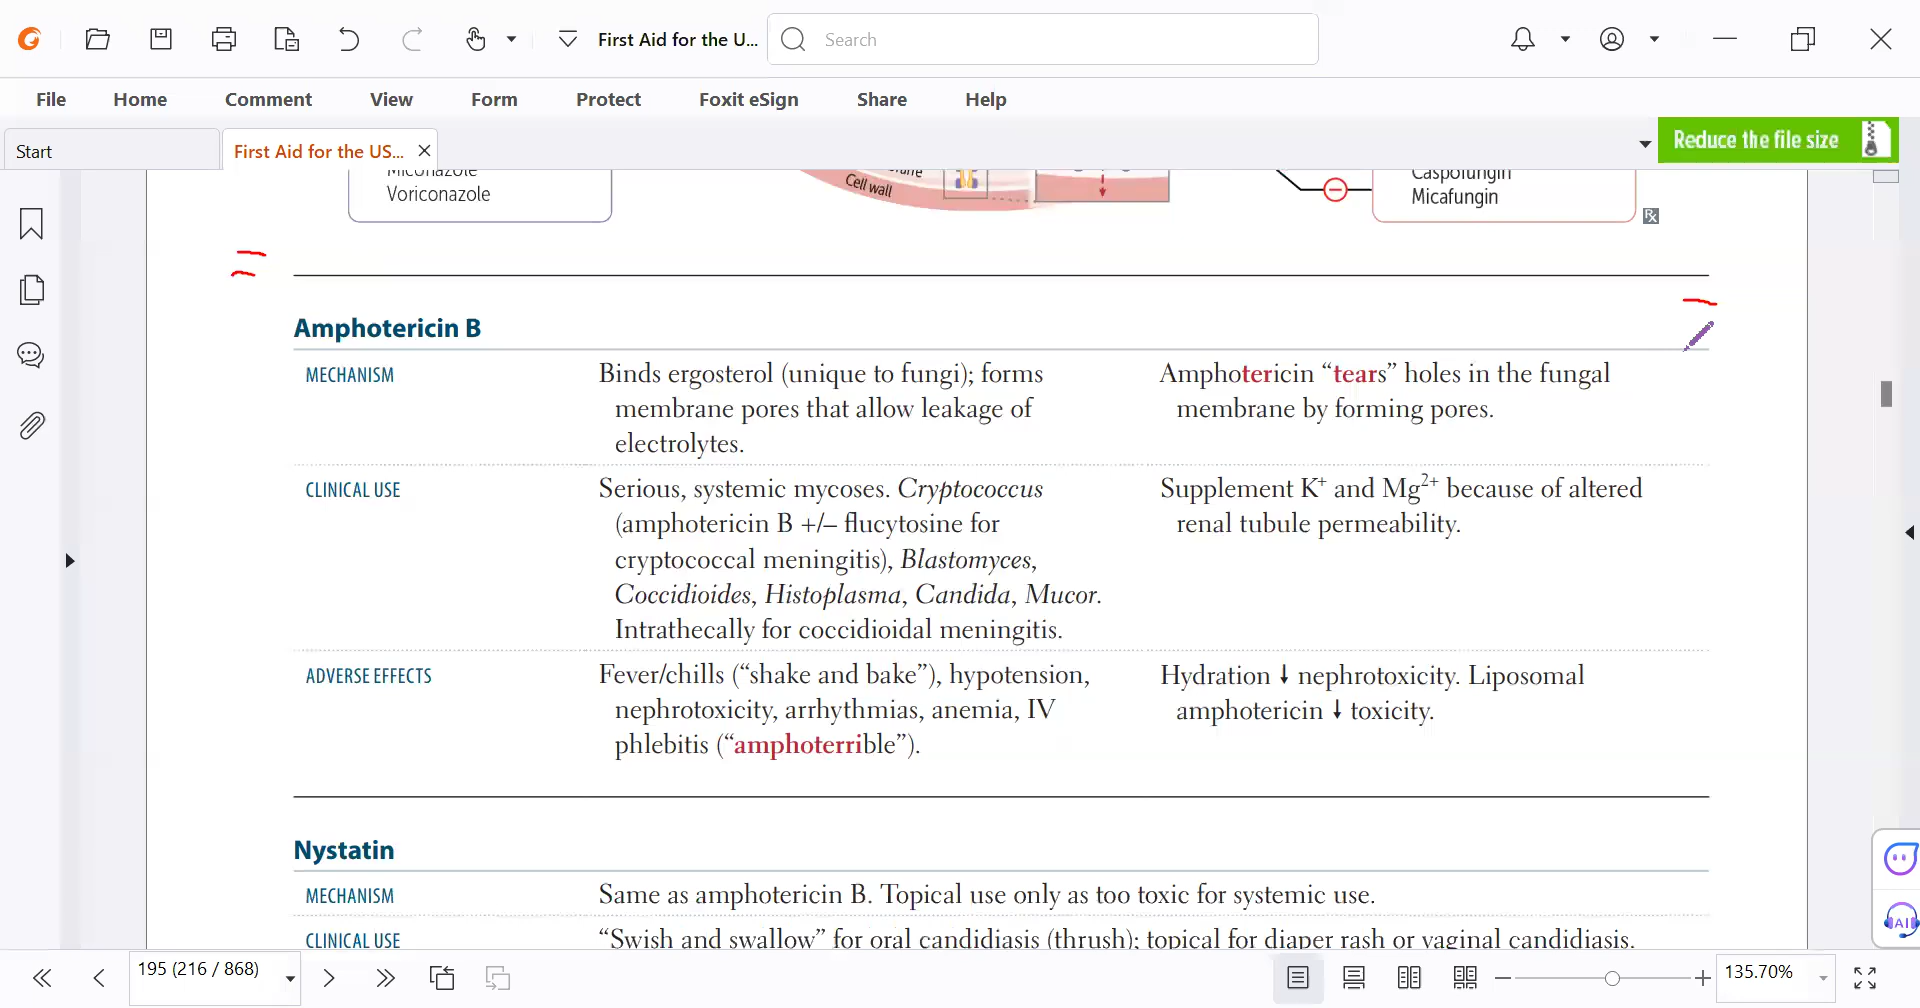 First Aid for the U...
Search
File Home Comment View Form Protect Foxit eSign Share Help
Start
First Aid for the US...
Reduce the file size
Miconazole
Voriconazole
Cell wall
Caspofungin
Micafungin
Rx
Amphotericin B
MECHANISM
Binds ergosterol (unique to fungi); forms
membrane pores that allow leakage of
electrolytes.
Amphotericin “tears” holes in the fungal
membrane by forming pores.
CLINICAL USE
Serious, systemic mycoses. Cryptococcus
(amphotericin B +/– flucytosine for
cryptococcal meningitis), Blastomyces,
Coccidioides, Histoplasma, Candida, Mucor.
Intrathecally for coccidioidal meningitis.
Supplement K⁺ and Mg²⁺ because of altered
renal tubule permeability.
ADVERSE EFFECTS
Fever/chills (“shake and bake”), hypotension,
nephrotoxicity, arrhythmias, anemia, IV
phlebitis (“amphoterrible”).
Hydration ↓ nephrotoxicity. Liposomal
amphotericin ↓ toxicity.
Nystatin
MECHANISM
Same as amphotericin B. Topical use only as too toxic for systemic use.
CLINICAL USE
“Swish and swallow” for oral candidiasis (thrush); topical for diaper rash or vaginal candidiasis.
AI
195 (216 / 868)
135.70%